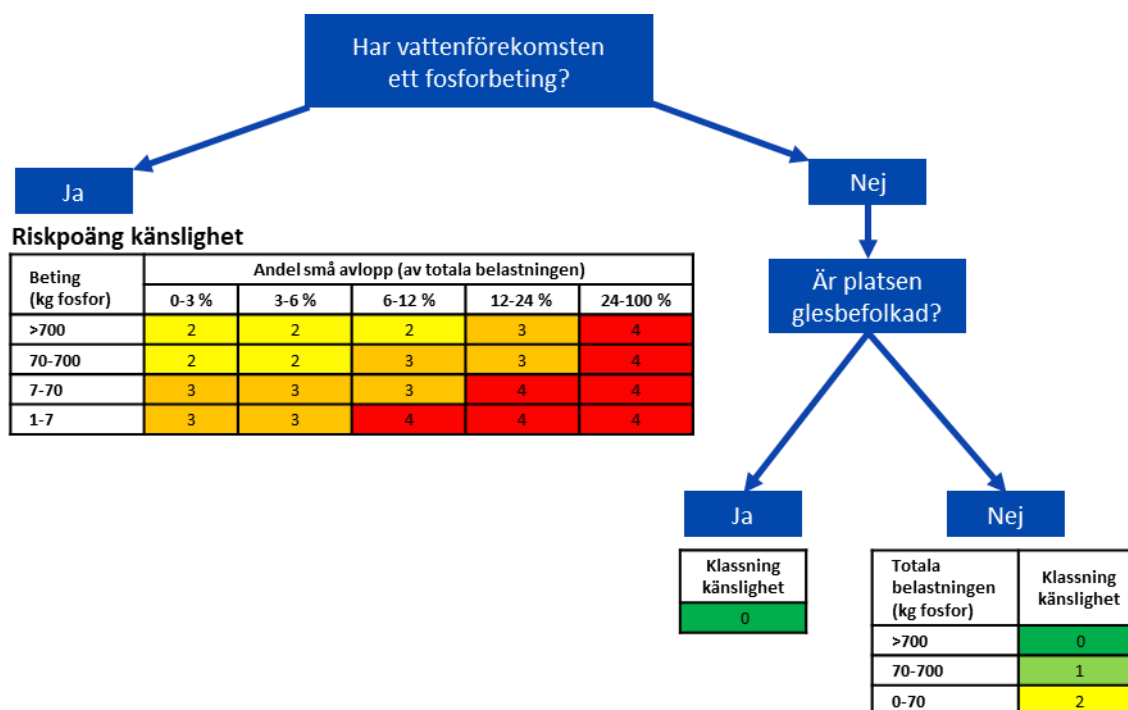 Har vattenförekomsten
ett fosforbeting?
Ja
Nej
Riskpoäng känslighet
Beting
(kg fosfor)
Andel små avlopp (av totala belastningen)
0-3 % 3-6 % 6-12 % 12-24 % 24-100 %
>700 2 2 2 3 4
70-700 2 2 3 3 4
7-70 3 3 3 4 4
1-7 3 3 4 4 4
Är platsen
glesbefolkad?
Ja
Nej
Klassning
känslighet
0
Totala
belastningen
(kg fosfor)
Klassning
känslighet
>700 0
70-700 1
0-70 2